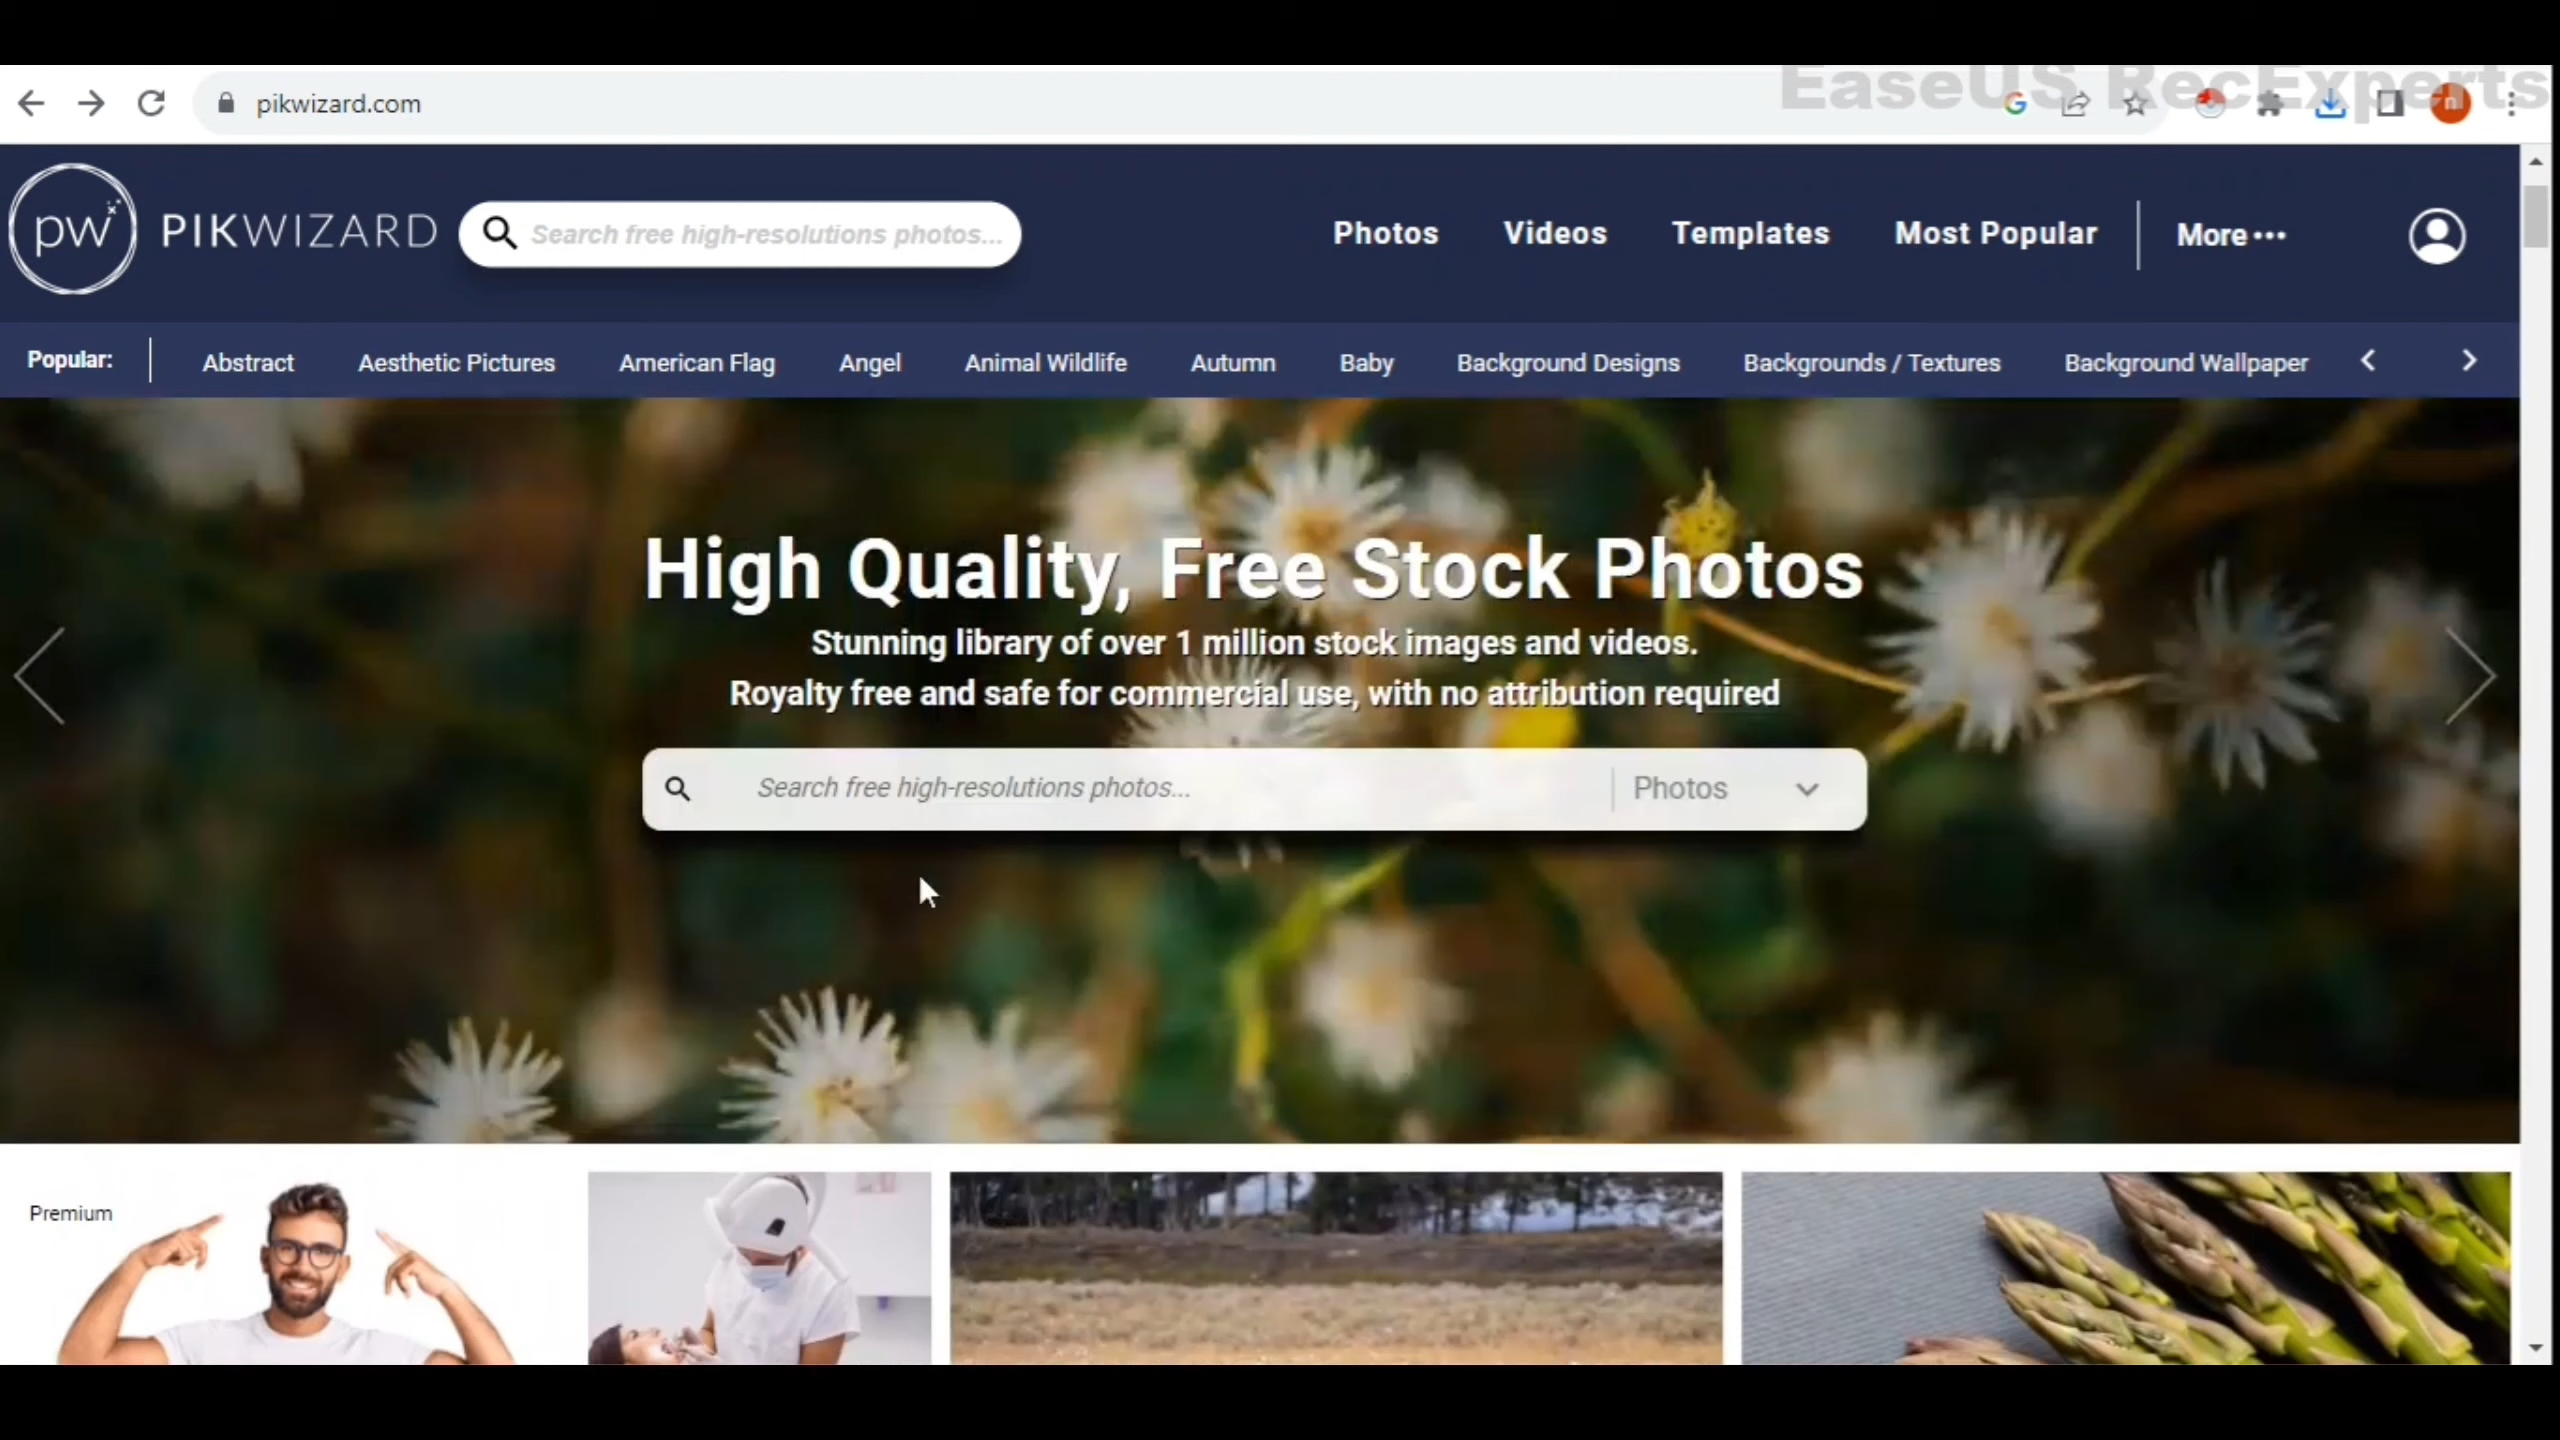 EaseUS RecExperts
pikwizard.com
n
pw
PIKWIZARD
Search free high-resolutions photos...
Photos
Videos
Templates
Most Popular
More
Popular:
Abstract
Aesthetic Pictures
American Flag
Angel
Animal Wildlife
Autumn
Baby
Background Designs
Backgrounds / Textures
Background Wallpaper
High Quality, Free Stock Photos
Stunning library of over 1 million stock images and videos.
Royalty free and safe for commercial use, with no attribution required
Search free high-resolutions photos...
Photos
Premium